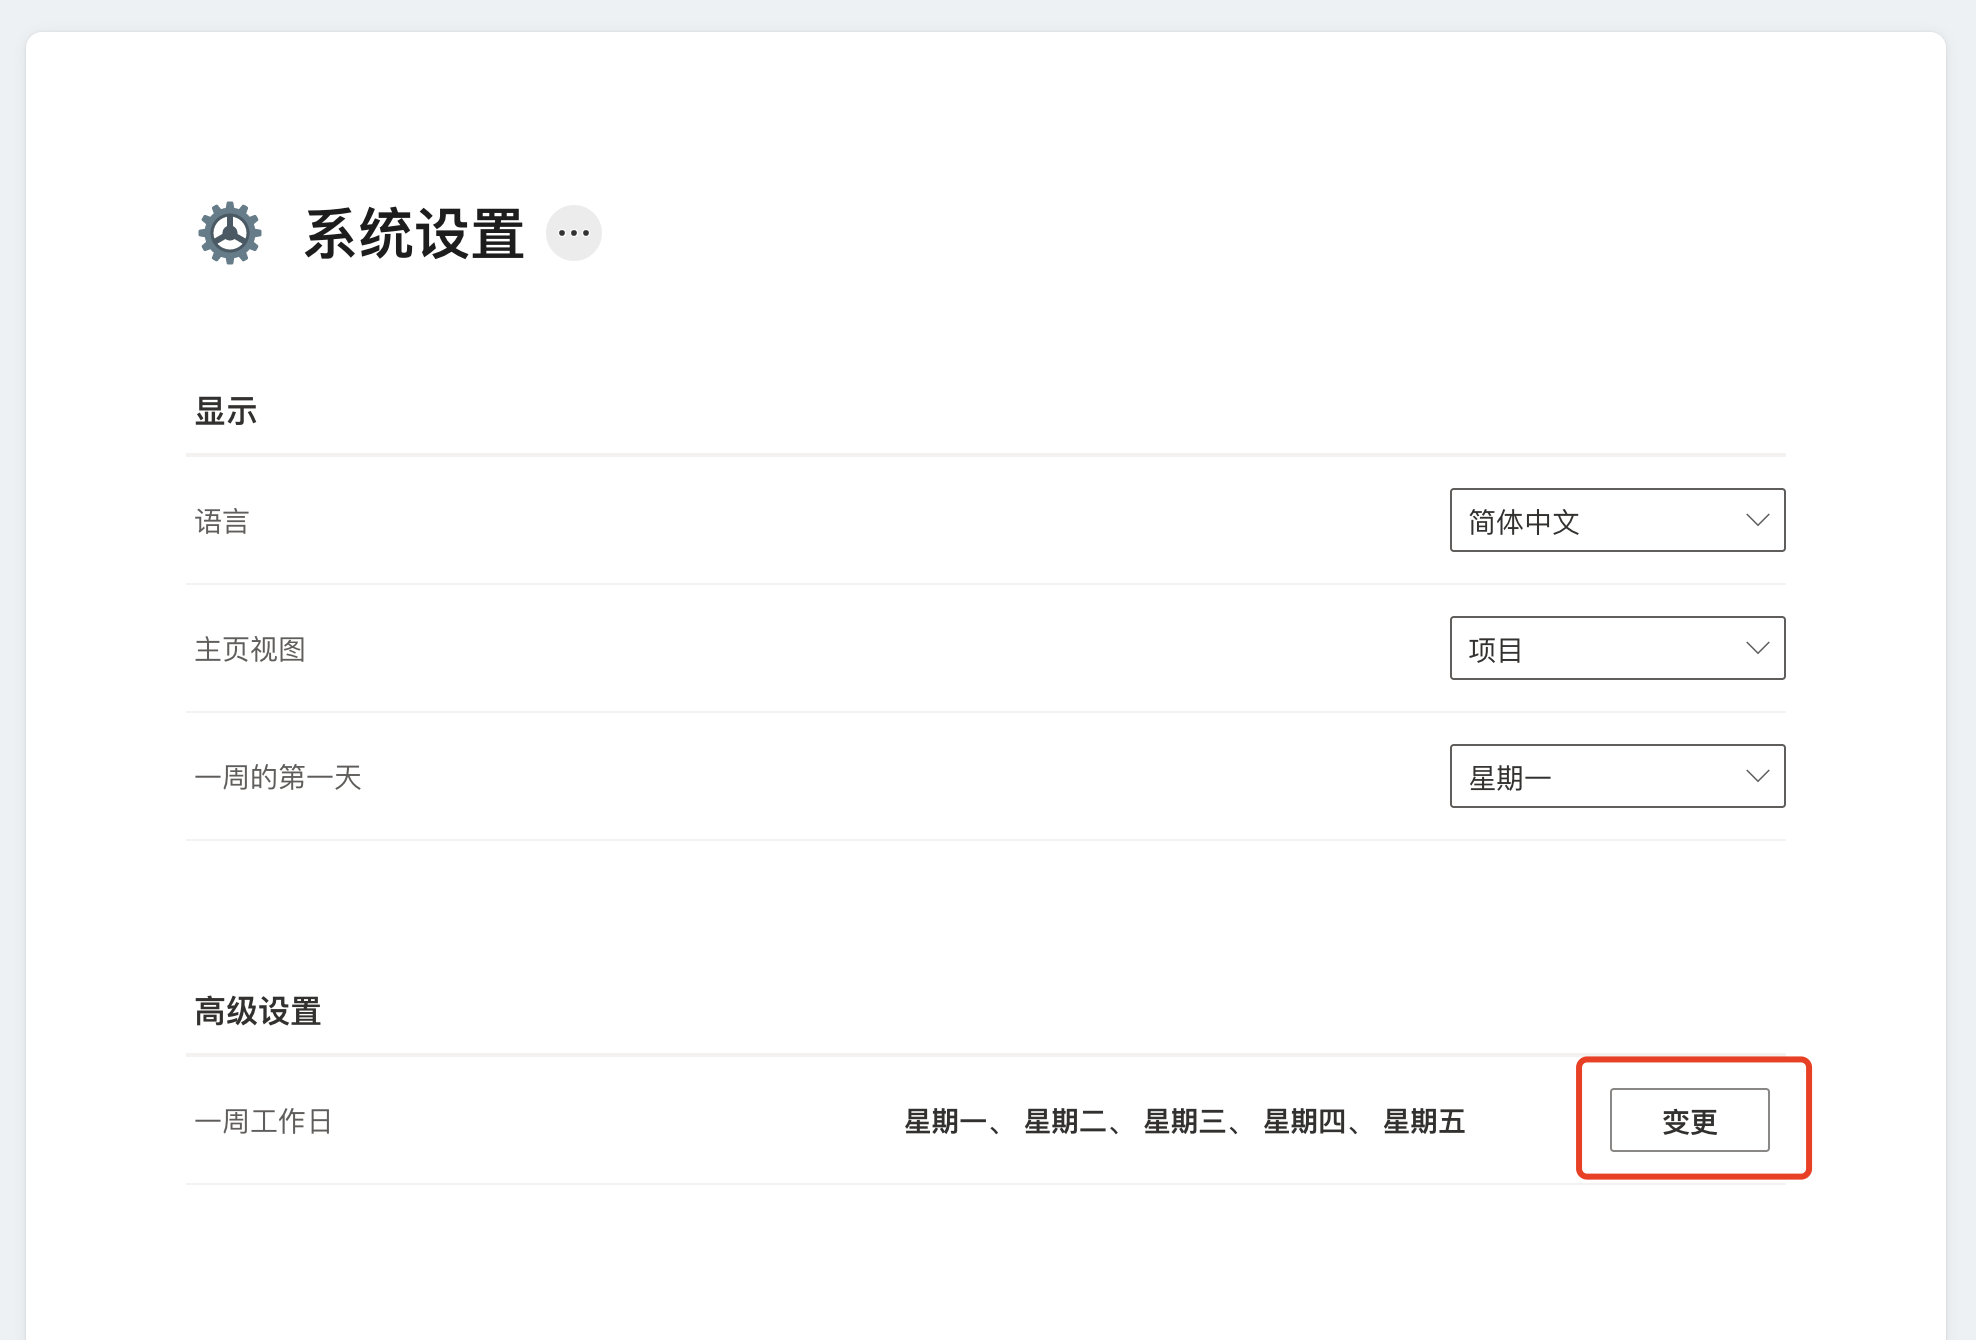 系统设置
显示
语言
简体中文
主页视图
项目
一周的第一天
星期一
高级设置
一周工作日
星期一、 星期二、 星期三、 星期四、 星期五
变更